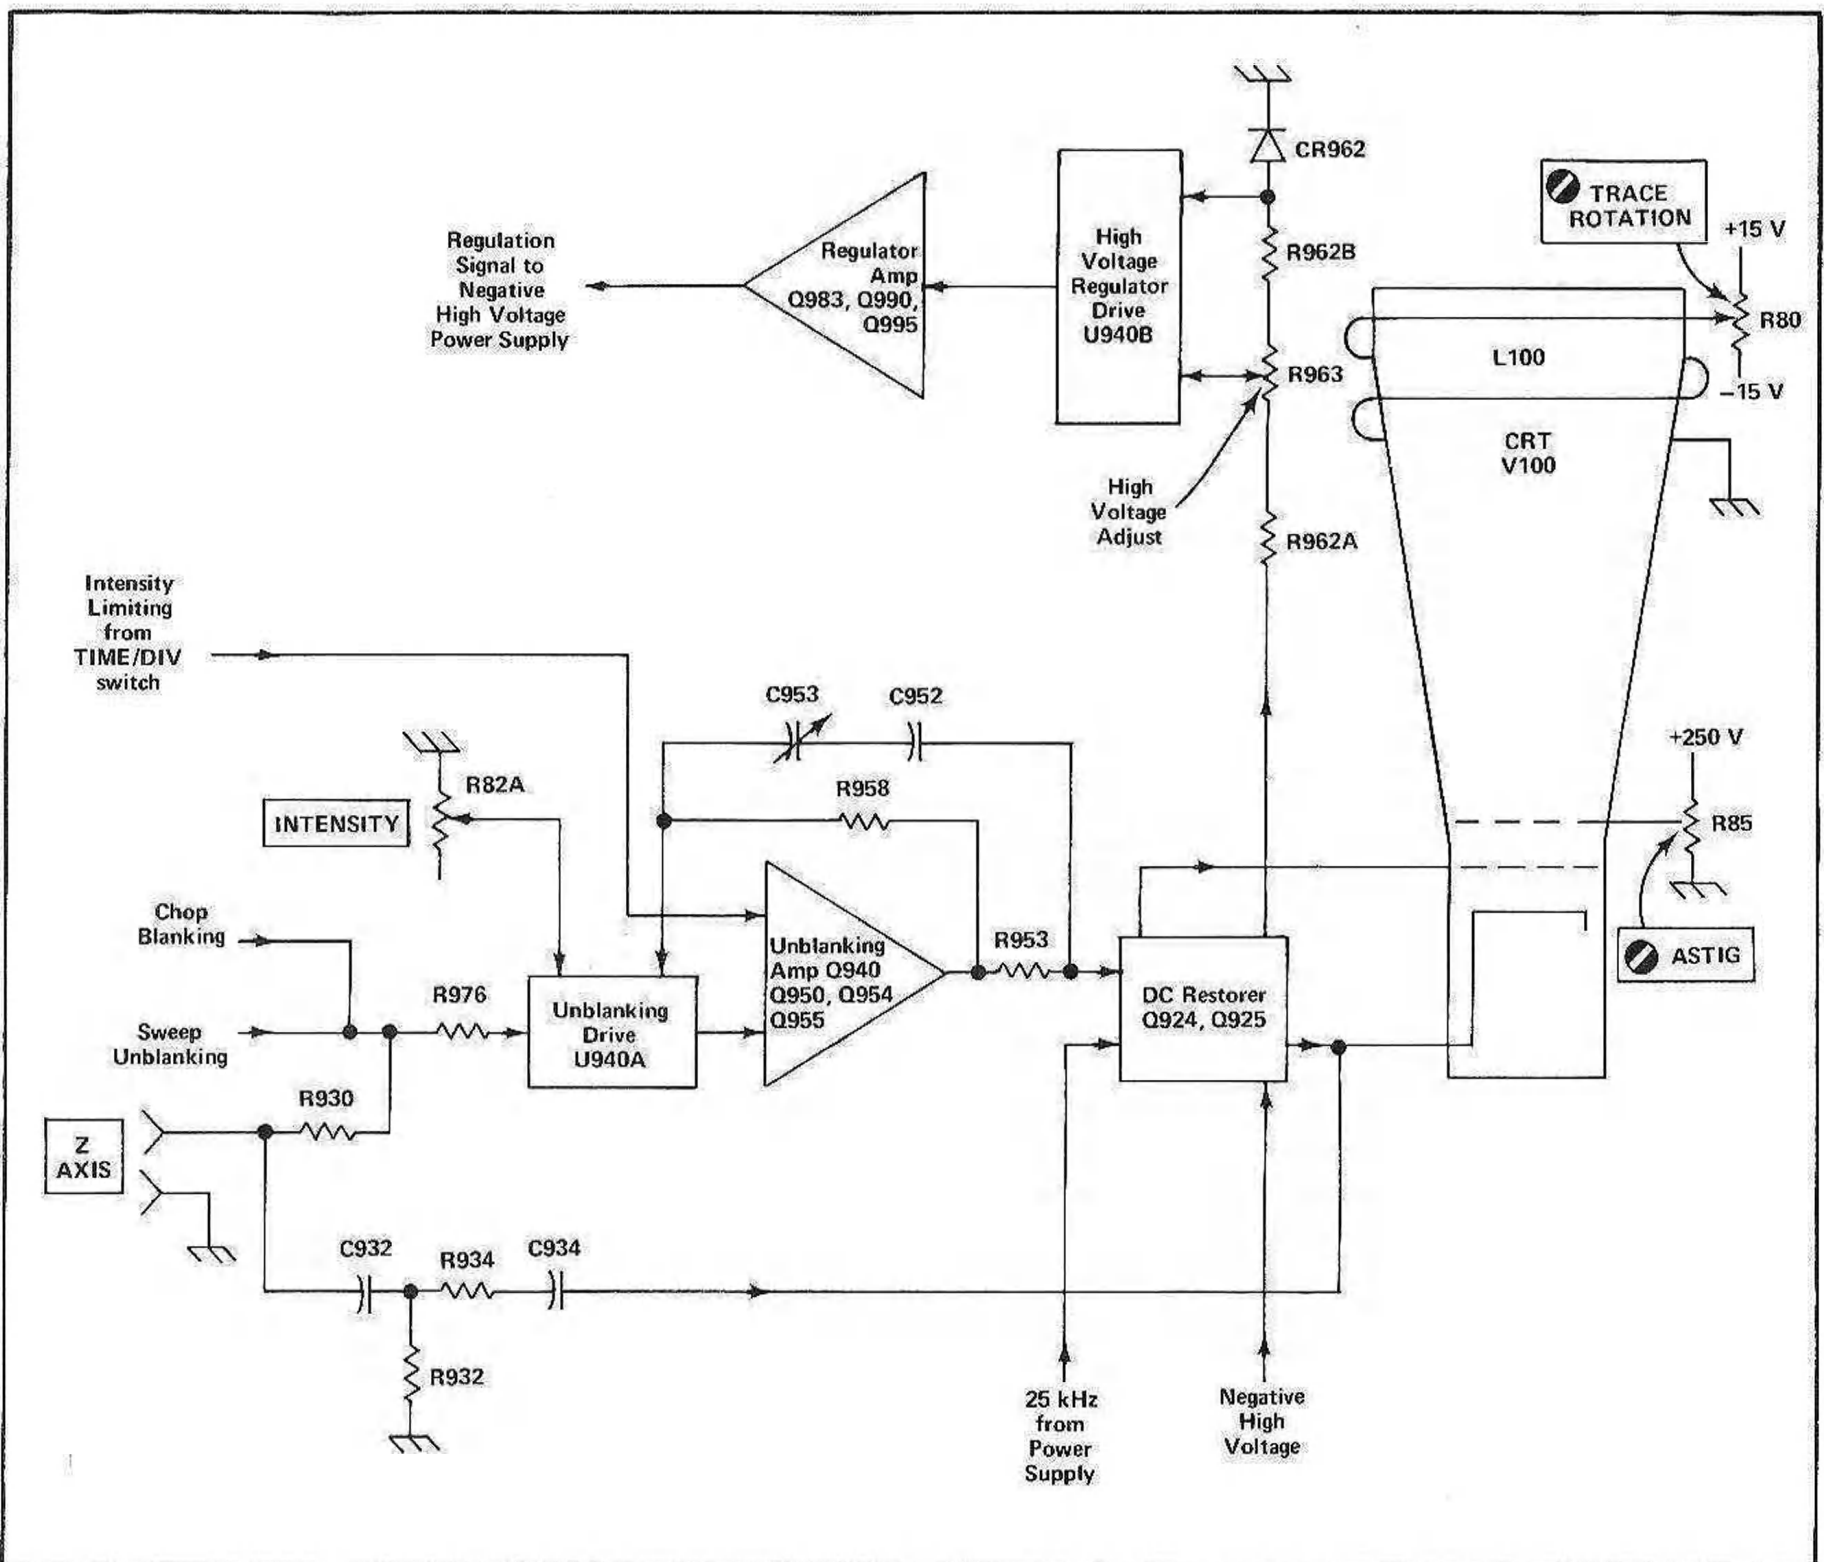 CR962
TRACE
ROTATION
+15 V
Regulation
Signal to
Negative
High Voltage
Power Supply
Regulator
Amp
Q983, Q990,
Q995
High
Voltage
Regulator
Drive
U940B
R962B
R963
R80
L100
–15 V
CRT
V100
High
Voltage
Adjust
R962A
Intensity
Limiting
from
TIME/DIV
switch
C953
C952
R82A
INTENSITY
R958
+250 V
R85
ASTIG
Chop
Blanking
Sweep
Unblanking
R976
Unblanking
Drive
U940A
Unblanking
Amp Q940
Q950, Q954
Q955
R953
DC Restorer
Q924, Q925
R930
Z
AXIS
C932
R934
C934
R932
25 kHz
from
Power
Supply
Negative
High
Voltage